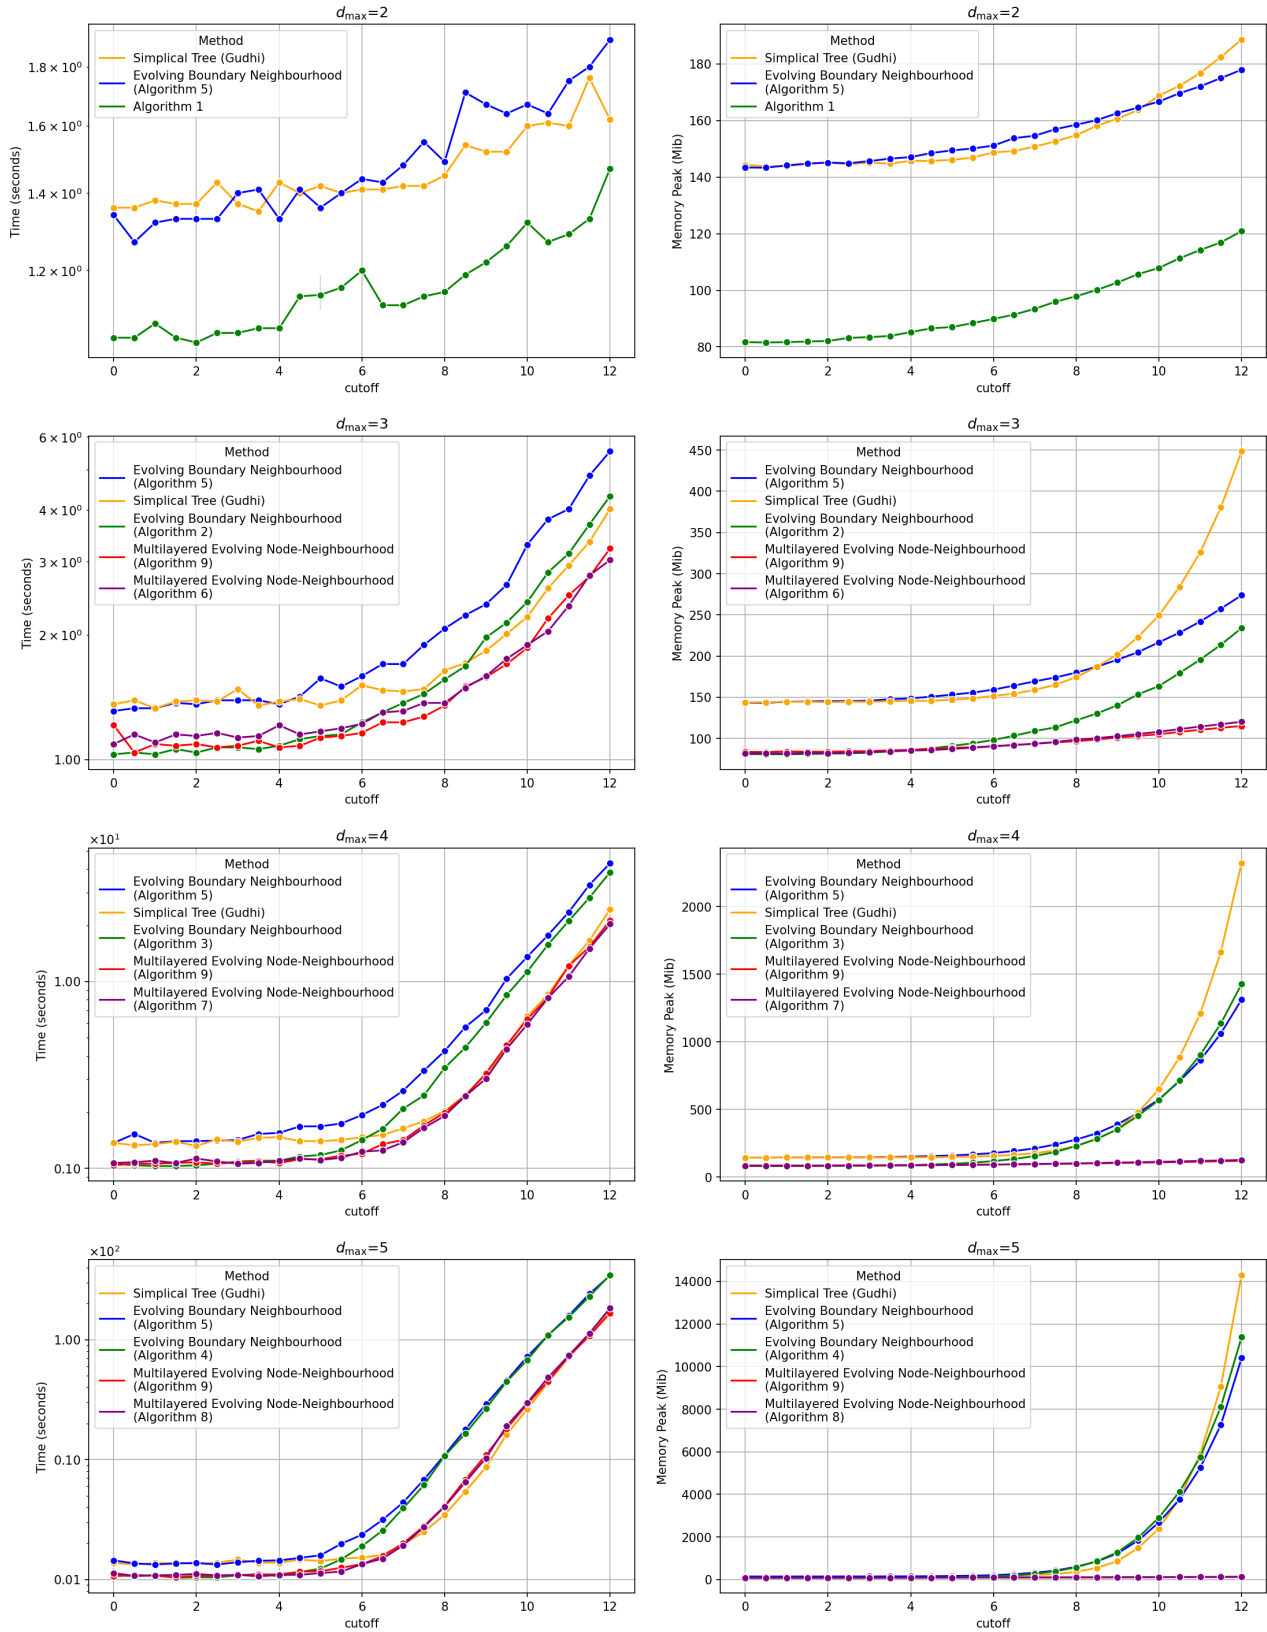 d_max=2
Time (seconds)
1.8 × 10⁰
1.6 × 10⁰
1.4 × 10⁰
1.2 × 10⁰
Method
Simplical Tree (Gudhi)
Evolving Boundary Neighbourhood
(Algorithm 5)
Algorithm 1
0 2 4 6 8 10 12
cutoff
d_max=2
Memory Peak (Mib)
180
160
140
120
100
80
Method
Simplical Tree (Gudhi)
Evolving Boundary Neighbourhood
(Algorithm 5)
Algorithm 1
0 2 4 6 8 10 12
cutoff
d_max=3
Time (seconds)
6 × 10⁰
4 × 10⁰
3 × 10⁰
2 × 10⁰
1.00
Method
Evolving Boundary Neighbourhood
(Algorithm 5)
Simplical Tree (Gudhi)
Evolving Boundary Neighbourhood
(Algorithm 2)
Multilayered Evolving Node-Neighbourhood
(Algorithm 9)
Multilayered Evolving Node-Neighbourhood
(Algorithm 6)
0 2 4 6 8 10 12
cutoff
d_max=3
Memory Peak (Mib)
450
400
350
300
250
200
150
100
Method
Evolving Boundary Neighbourhood
(Algorithm 5)
Simplical Tree (Gudhi)
Evolving Boundary Neighbourhood
(Algorithm 2)
Multilayered Evolving Node-Neighbourhood
(Algorithm 9)
Multilayered Evolving Node-Neighbourhood
(Algorithm 6)
0 2 4 6 8 10 12
cutoff
d_max=4
×10¹
Time (seconds)
1.00
0.10
Method
Evolving Boundary Neighbourhood
(Algorithm 5)
Simplical Tree (Gudhi)
Evolving Boundary Neighbourhood
(Algorithm 3)
Multilayered Evolving Node-Neighbourhood
(Algorithm 9)
Multilayered Evolving Node-Neighbourhood
(Algorithm 7)
0 2 4 6 8 10 12
cutoff
d_max=4
Memory Peak (Mib)
2000
1500
1000
500
0
Method
Evolving Boundary Neighbourhood
(Algorithm 5)
Simplical Tree (Gudhi)
Evolving Boundary Neighbourhood
(Algorithm 3)
Multilayered Evolving Node-Neighbourhood
(Algorithm 9)
Multilayered Evolving Node-Neighbourhood
(Algorithm 7)
0 2 4 6 8 10 12
cutoff
d_max=5
×10²
Time (seconds)
1.00
0.10
0.01
Method
Simplical Tree (Gudhi)
Evolving Boundary Neighbourhood
(Algorithm 5)
Evolving Boundary Neighbourhood
(Algorithm 4)
Multilayered Evolving Node-Neighbourhood
(Algorithm 9)
Multilayered Evolving Node-Neighbourhood
(Algorithm 8)
0 2 4 6 8 10 12
cutoff
d_max=5
Memory Peak (Mib)
14000
12000
10000
8000
6000
4000
2000
0
Method
Simplical Tree (Gudhi)
Evolving Boundary Neighbourhood
(Algorithm 5)
Evolving Boundary Neighbourhood
(Algorithm 4)
Multilayered Evolving Node-Neighbourhood
(Algorithm 9)
Multilayered Evolving Node-Neighbourhood
(Algorithm 8)
0 2 4 6 8 10 12
cutoff